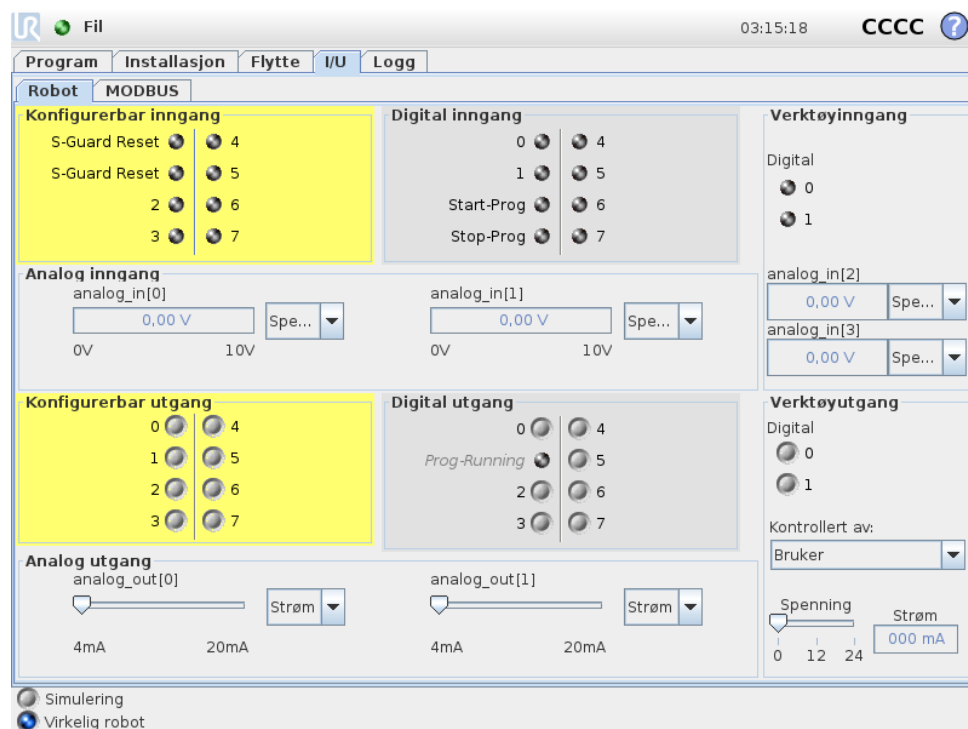 UR Fil 03:15:18 CCCC ?
Program Installasjon Flytte I/U Logg
Robot MODBUS
Konfigurerbar inngang
S-Guard Reset 4
S-Guard Reset 5
2 6
3 7
Digital inngang
0 4
1 5
Start-Prog 6
Stop-Prog 7
Verktøyinngang
Digital
0
1
Analog inngang
analog_in[0]
0,00 V Spe...
0V 10V
analog_in[1]
0,00 V Spe...
0V 10V
analog_in[2]
0,00 V Spe...
analog_in[3]
0,00 V Spe...
Konfigurerbar utgang
0 4
1 5
2 6
3 7
Digital utgang
0 4
Prog-Running 5
2 6
3 7
Verktøyutgang
Digital
0
1
Kontrollert av:
Bruker
Analog utgang
analog_out[0]
Strøm
4mA 20mA
analog_out[1]
Strøm
4mA 20mA
Spenning
0 12 24
Strøm
000 mA
Simulering
Virkelig robot